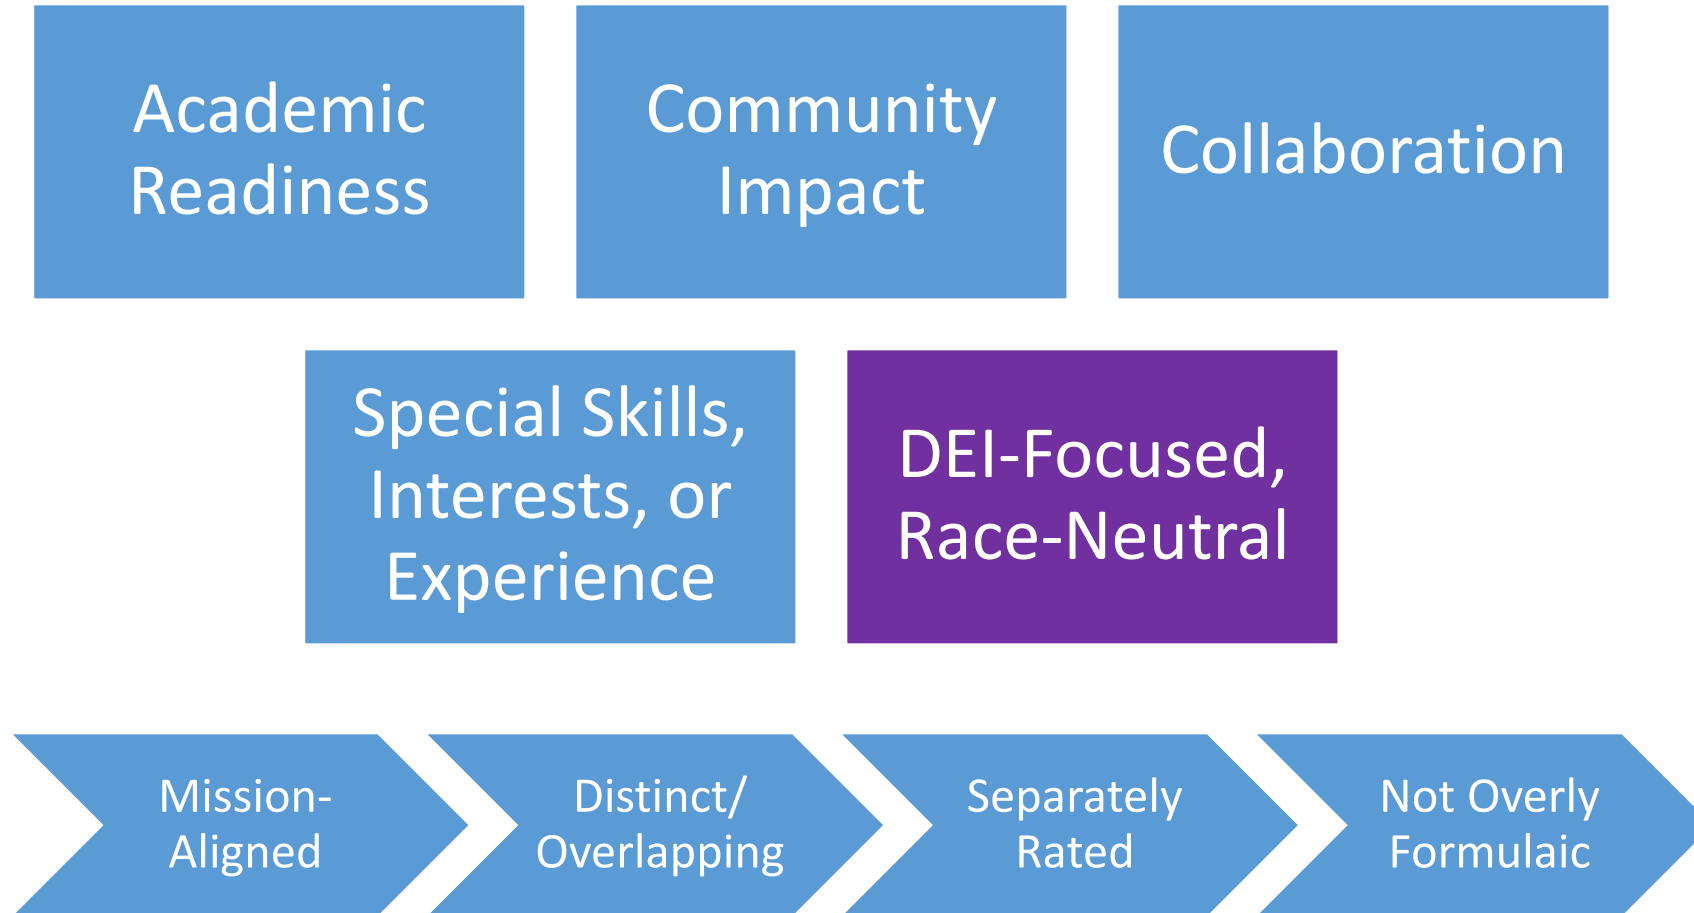 Academic
Readiness
Community
Impact
Collaboration
Special Skills,
Interests, or
Experience
DEI-Focused,
Race-Neutral
Mission-
Aligned
Distinct/
Overlapping
Separately
Rated
Not Overly
Formulaic